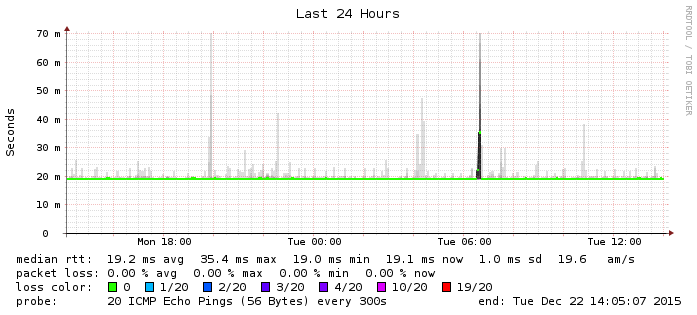 Last 24 Hours
RRDTOOL / TOBI OETIKER
Seconds
70 m
60 m
50 m
40 m
30 m
20 m
10 m
0
Mon 18:00 Tue 00:00 Tue 06:00 Tue 12:00
median rtt: 19.2 ms avg 35.4 ms max 19.0 ms min 19.1 ms now 1.0 ms sd 19.6 am/s
packet loss: 0.00 % avg 0.00 % max 0.00 % min 0.00 % now
loss color: 0 1/20 2/20 3/20 4/20 10/20 19/20
probe: 20 ICMP Echo Pings (56 Bytes) every 300s end: Tue Dec 22 14:05:07 2015